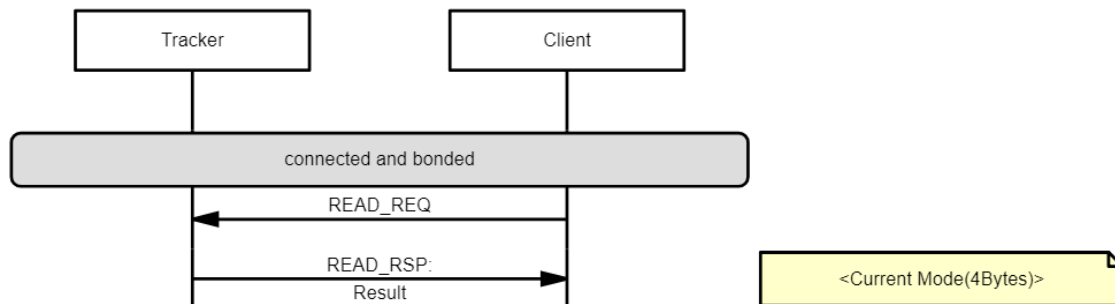 Tracker
Client
connected and bonded
READ_REQ
READ_RSP:
Result
<Current Mode(4Bytes)>